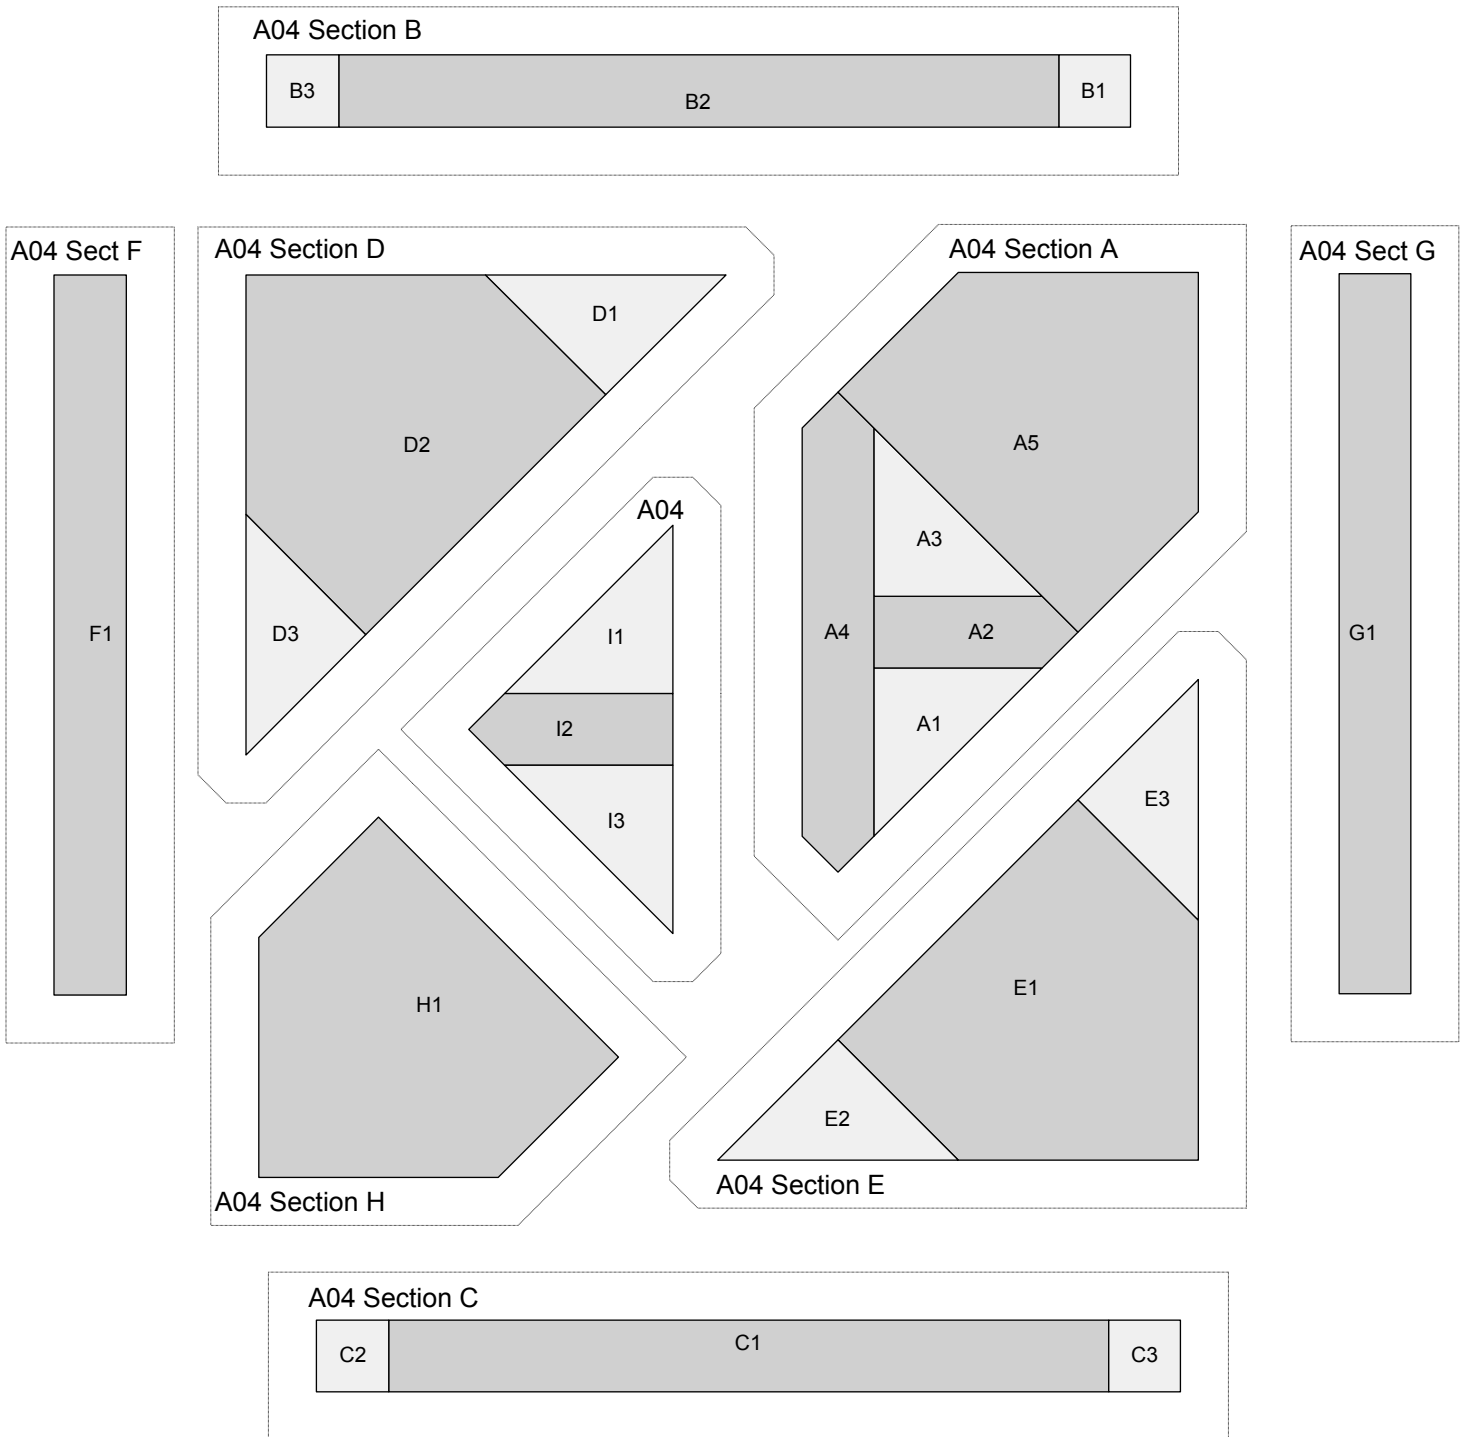 A04 Section B
B3
B2
B1
A04 Sect F
F1
A04 Section D
D1
D2
D3
A04 Section A
A5
A3
A4
A2
A1
A04 Sect G
G1
A04
I1
I2
I3
E3
E1
E2
A04 Section E
H1
A04 Section H
A04 Section C
C2
C1
C3